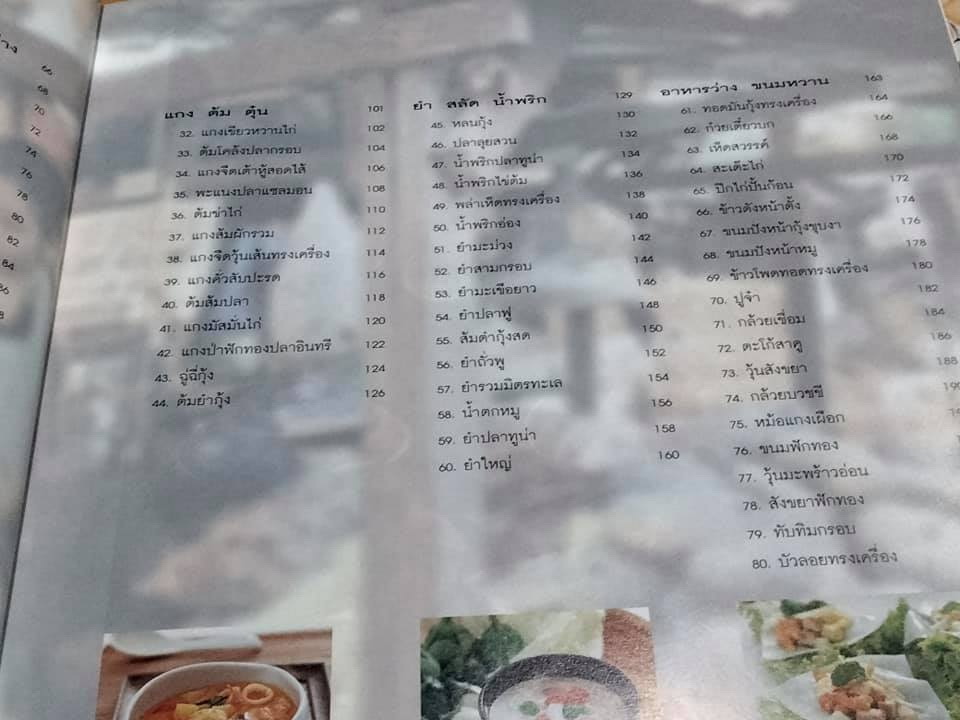 66
68
70
72
74
76
78
80
82
84
แกง ต้ม ตุ๋น 101
32. แกงเขียวหวานไก่ 102
33. ต้มโคล้งปลากรอบ 104
34. แกงจืดเต้าหู้สอดไส้ 106
35. พะแนงปลาแซลมอน 108
36. ต้มข่าไก่ 110
37. แกงส้มผักรวม 112
38. แกงจืดวุ้นเส้นทรงเครื่อง 114
39. แกงคั่วสับปะรด 116
40. ต้มส้มปลา 118
41. แกงมัสมั่นไก่ 120
42. แกงป่าฟักทองปลาอินทรี 122
43. ฉู่ฉี่กุ้ง 124
44. ต้มยำกุ้ง 126
ยำ สลัด น้ำพริก 129
45. หลนกุ้ง 130
46. ปลาลุยสวน 132
47. น้ำพริกปลาทูน่า 134
48. น้ำพริกไข่ต้ม 136
49. พล่าเห็ดทรงเครื่อง 138
50. น้ำพริกอ่อง 140
51. ยำมะม่วง 142
52. ยำสามกรอบ 144
53. ยำมะเขือยาว 146
54. ยำปลาฟู 148
55. ส้มตำกุ้งสด 150
56. ยำถั่วพู 152
57. ยำรวมมิตรทะเล 154
58. น้ำตกหมู 156
59. ยำปลาทูน่า 158
60. ยำใหญ่ 160
อาหารว่าง ขนมหวาน 163
61. ทอดมันกุ้งทรงเครื่อง 164
62. ก๋วยเตี๋ยวบก 166
63. เห็ดสวรรค์ 168
64. สะเต๊ะไก่ 170
65. ปีกไก่ปั้นก้อน 172
66. ข้าวตังหน้าตั้ง 174
67. ขนมปังหน้ากุ้งชุบงา 176
68. ขนมปังหน้าหมู 178
69. ข้าวโพดทอดทรงเครื่อง 180
70. ปูจ๋า 182
71. กล้วยเชื่อม 184
72. ตะโก้สาคู 186
73. วุ้นสังขยา 188
74. กล้วยบวชชี
75. หม้อแกงเผือก
76. ขนมฟักทอง
77. วุ้นมะพร้าวอ่อน
78. สังขยาฟักทอง
79. ทับทิมกรอบ
80. บัวลอยทรงเครื่อง